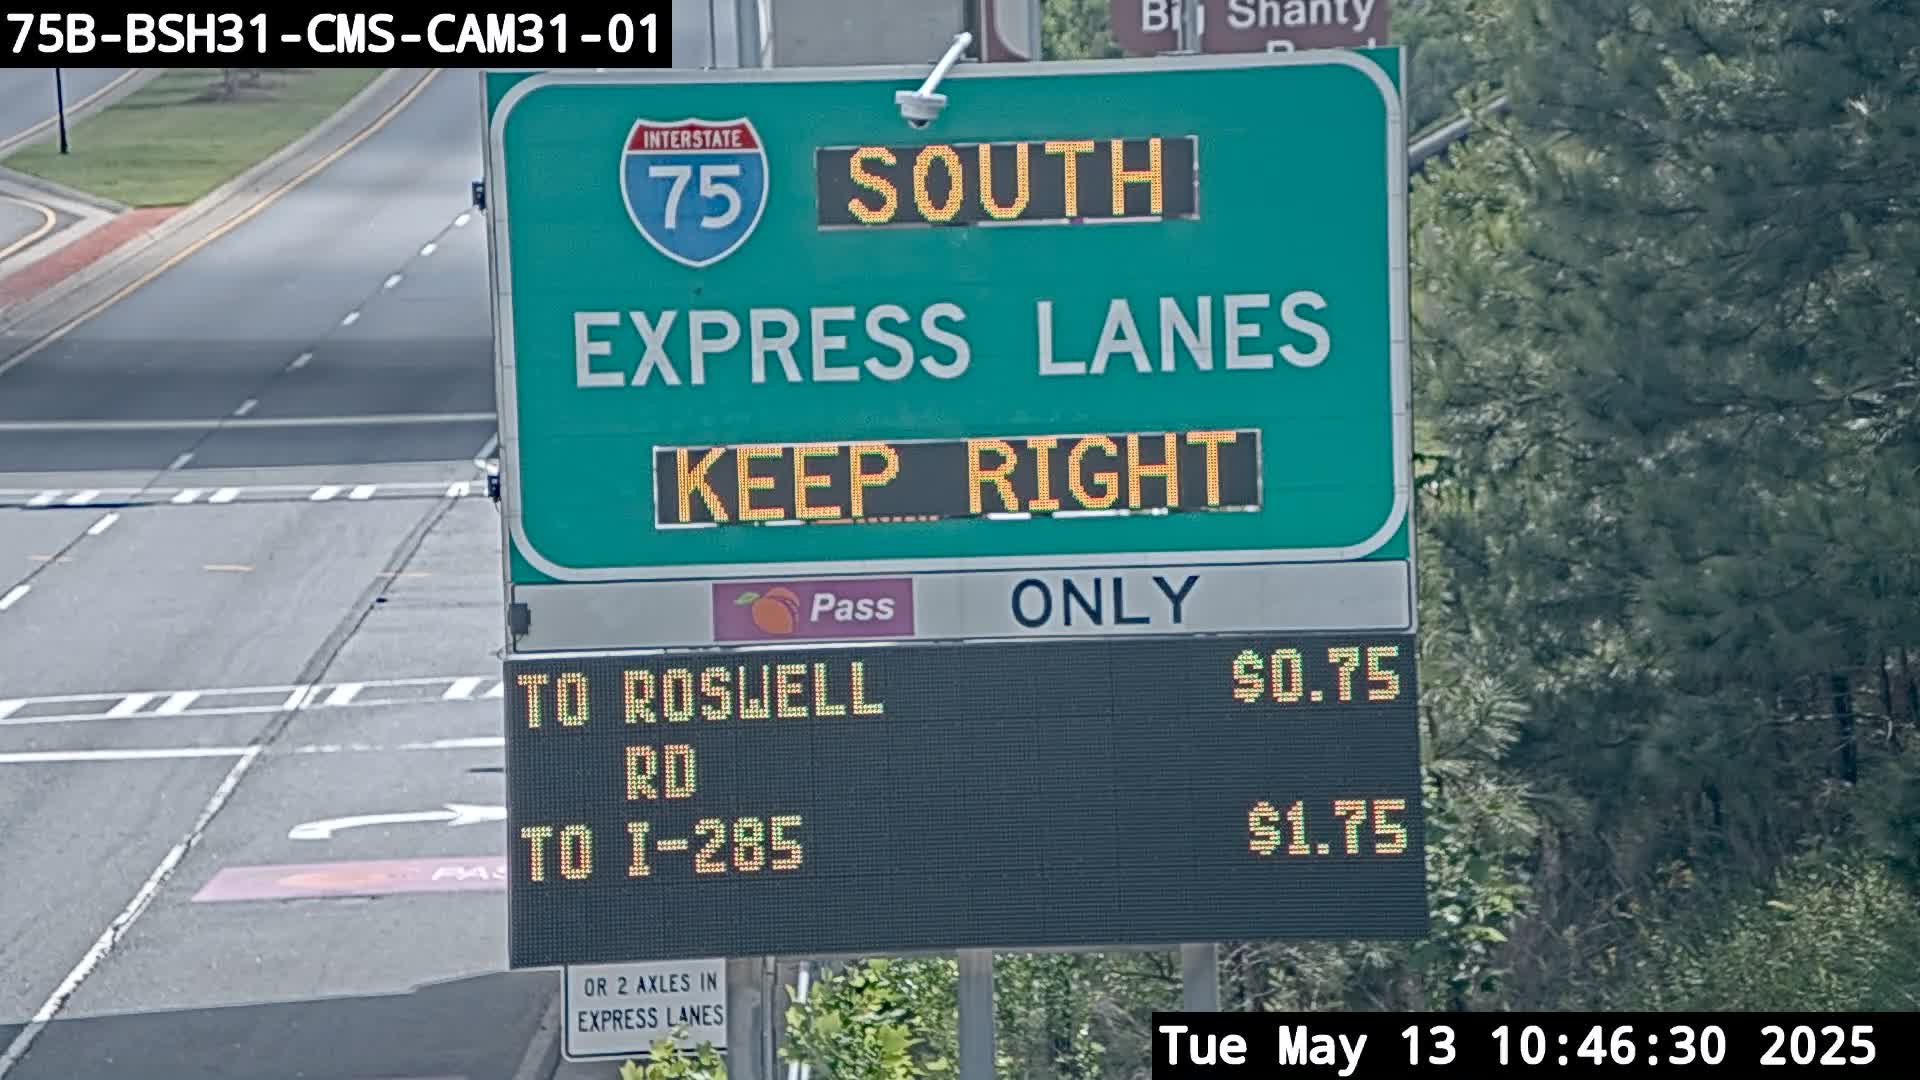 75B-BSH31-CMS-CAM31-01
Big Shanty
INTERSTATE
75
SOUTH
EXPRESS LANES
KEEP RIGHT
Pass ONLY
TO ROSWELL $0.75
RD
TO I-285 $1.75
OR 2 AXLES IN
EXPRESS LANES
Tue May 13 10:46:30 2025